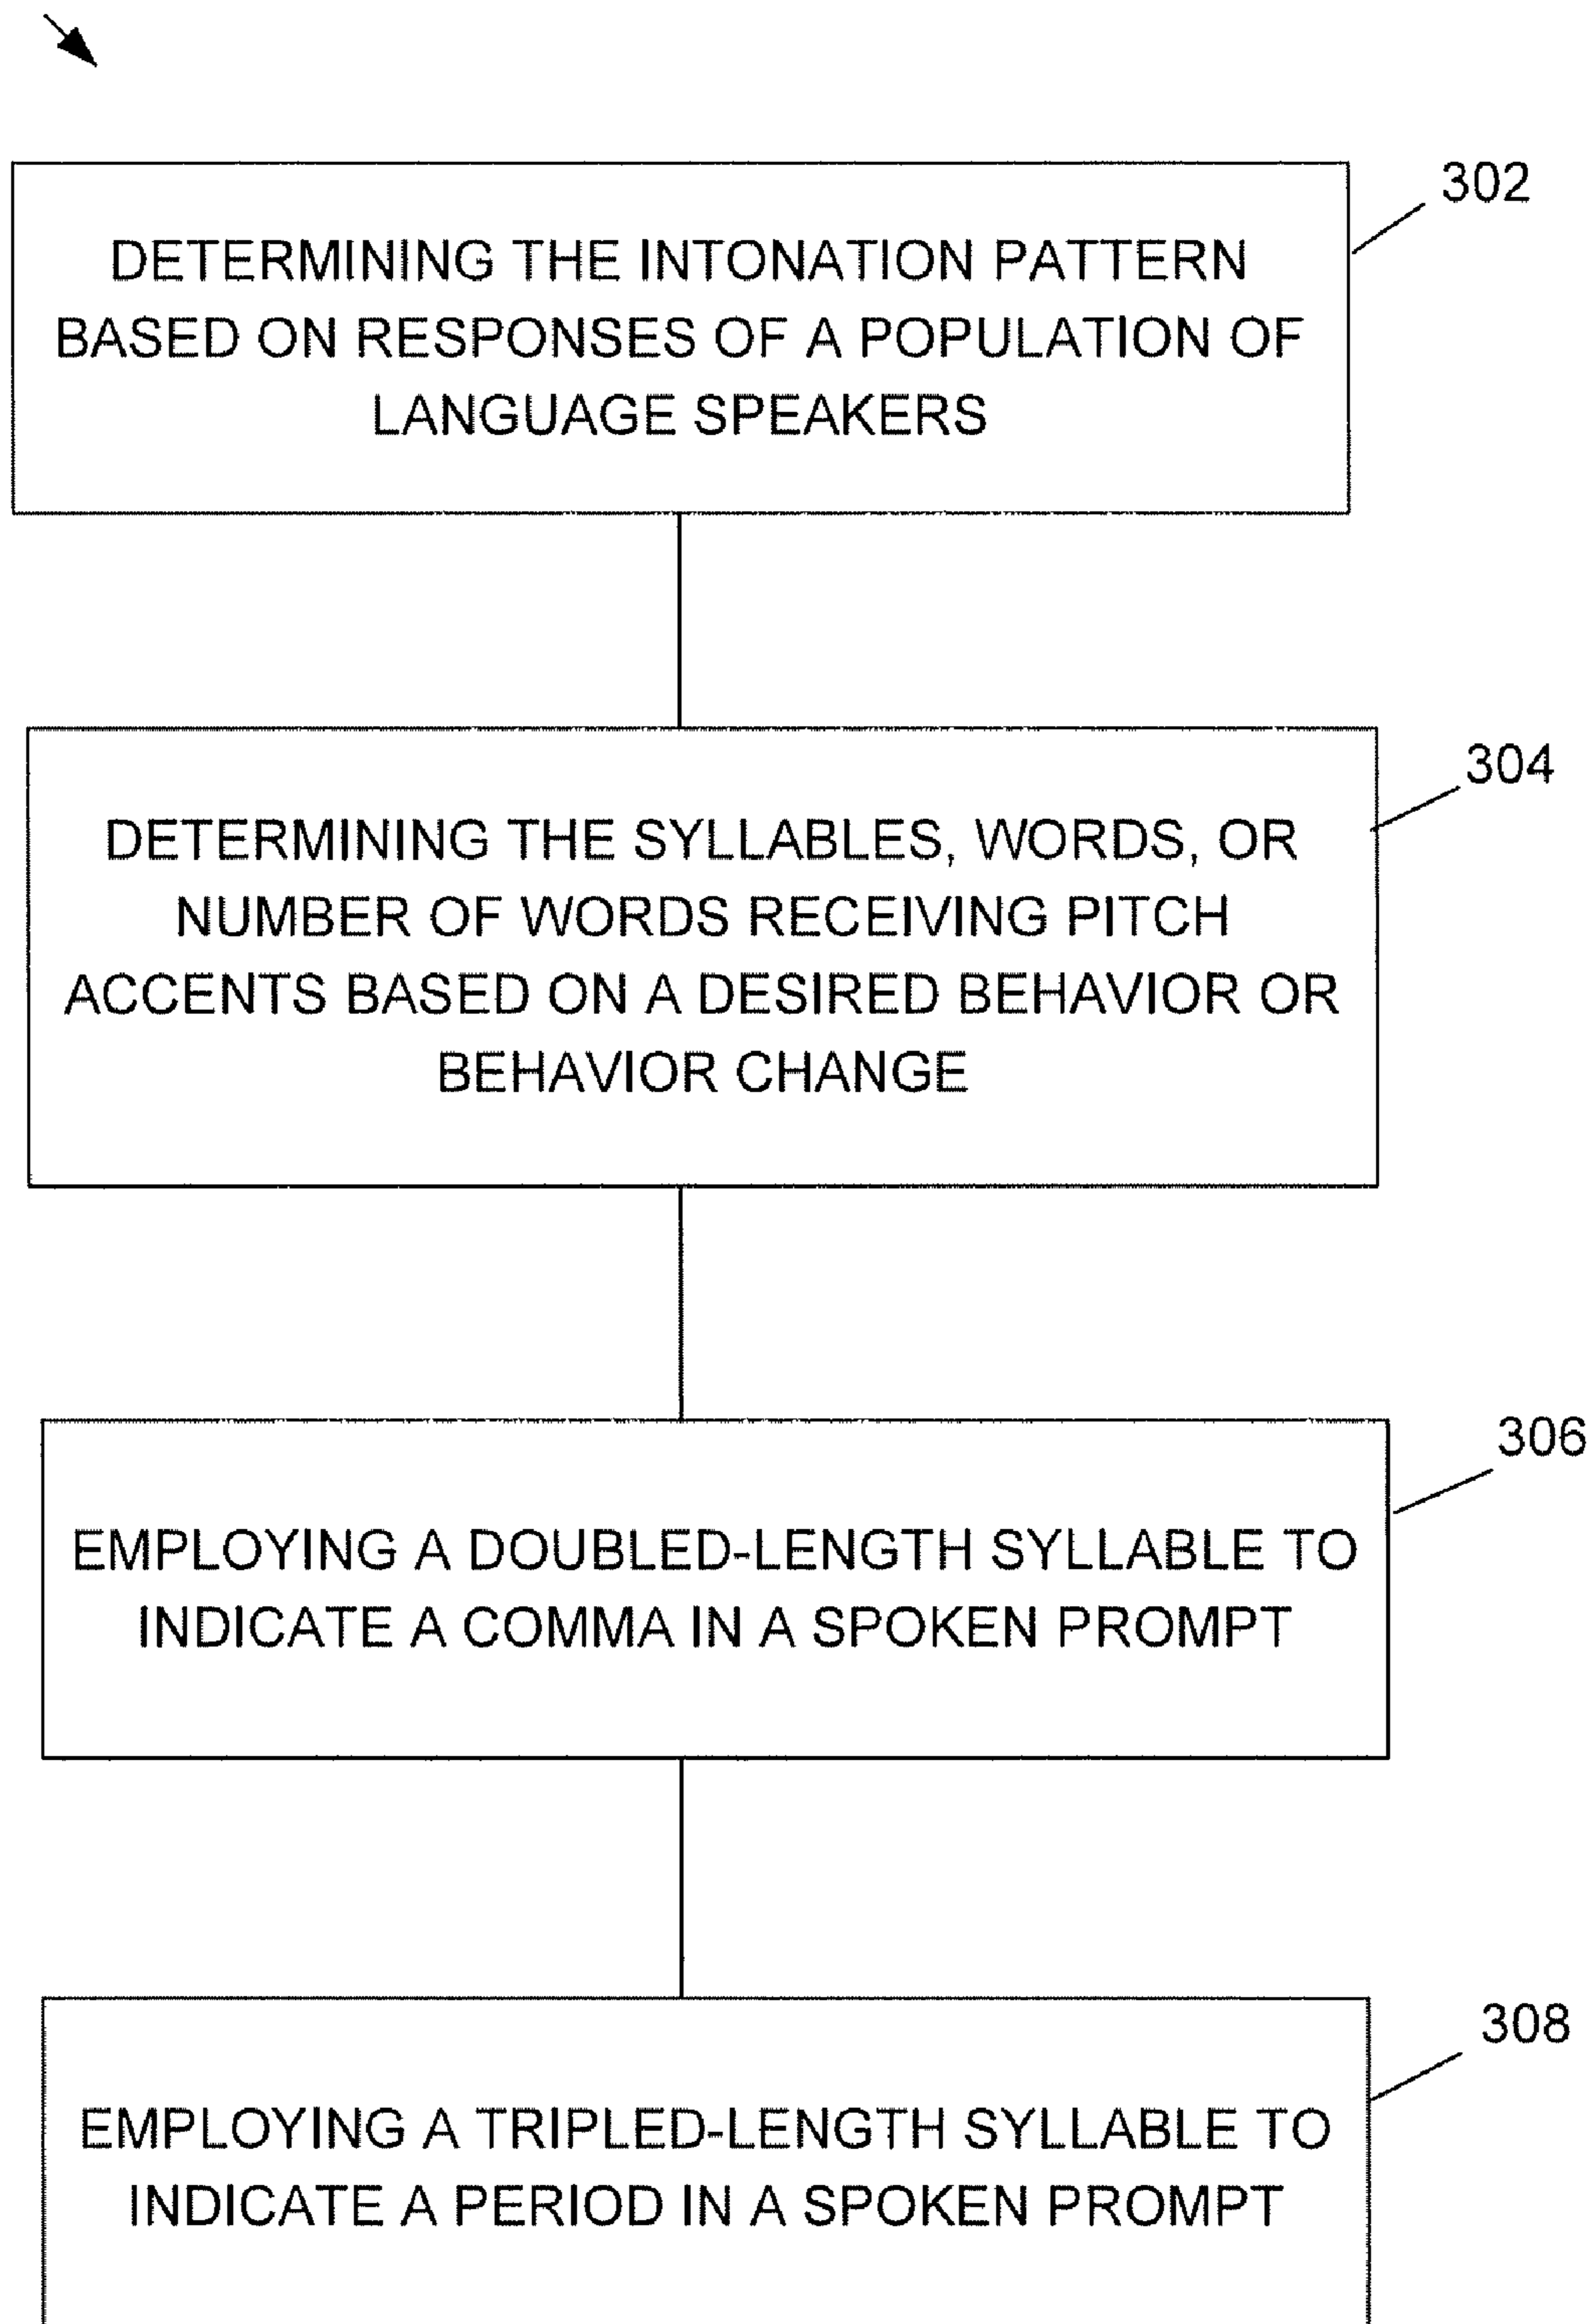 302
DETERMINING THE INTONATION PATTERN
BASED ON RESPONSES OF A POPULATION OF
LANGUAGE SPEAKERS
304
DETERMINING THE SYLLABLES, WORDS, OR
NUMBER OF WORDS RECEIVING PITCH
ACCENTS BASED ON A DESIRED BEHAVIOR OR
BEHAVIOR CHANGE
306
EMPLOYING A DOUBLED-LENGTH SYLLABLE TO
INDICATE A COMMA IN A SPOKEN PROMPT
308
EMPLOYING A TRIPLED-LENGTH SYLLABLE TO
INDICATE A PERIOD IN A SPOKEN PROMPT